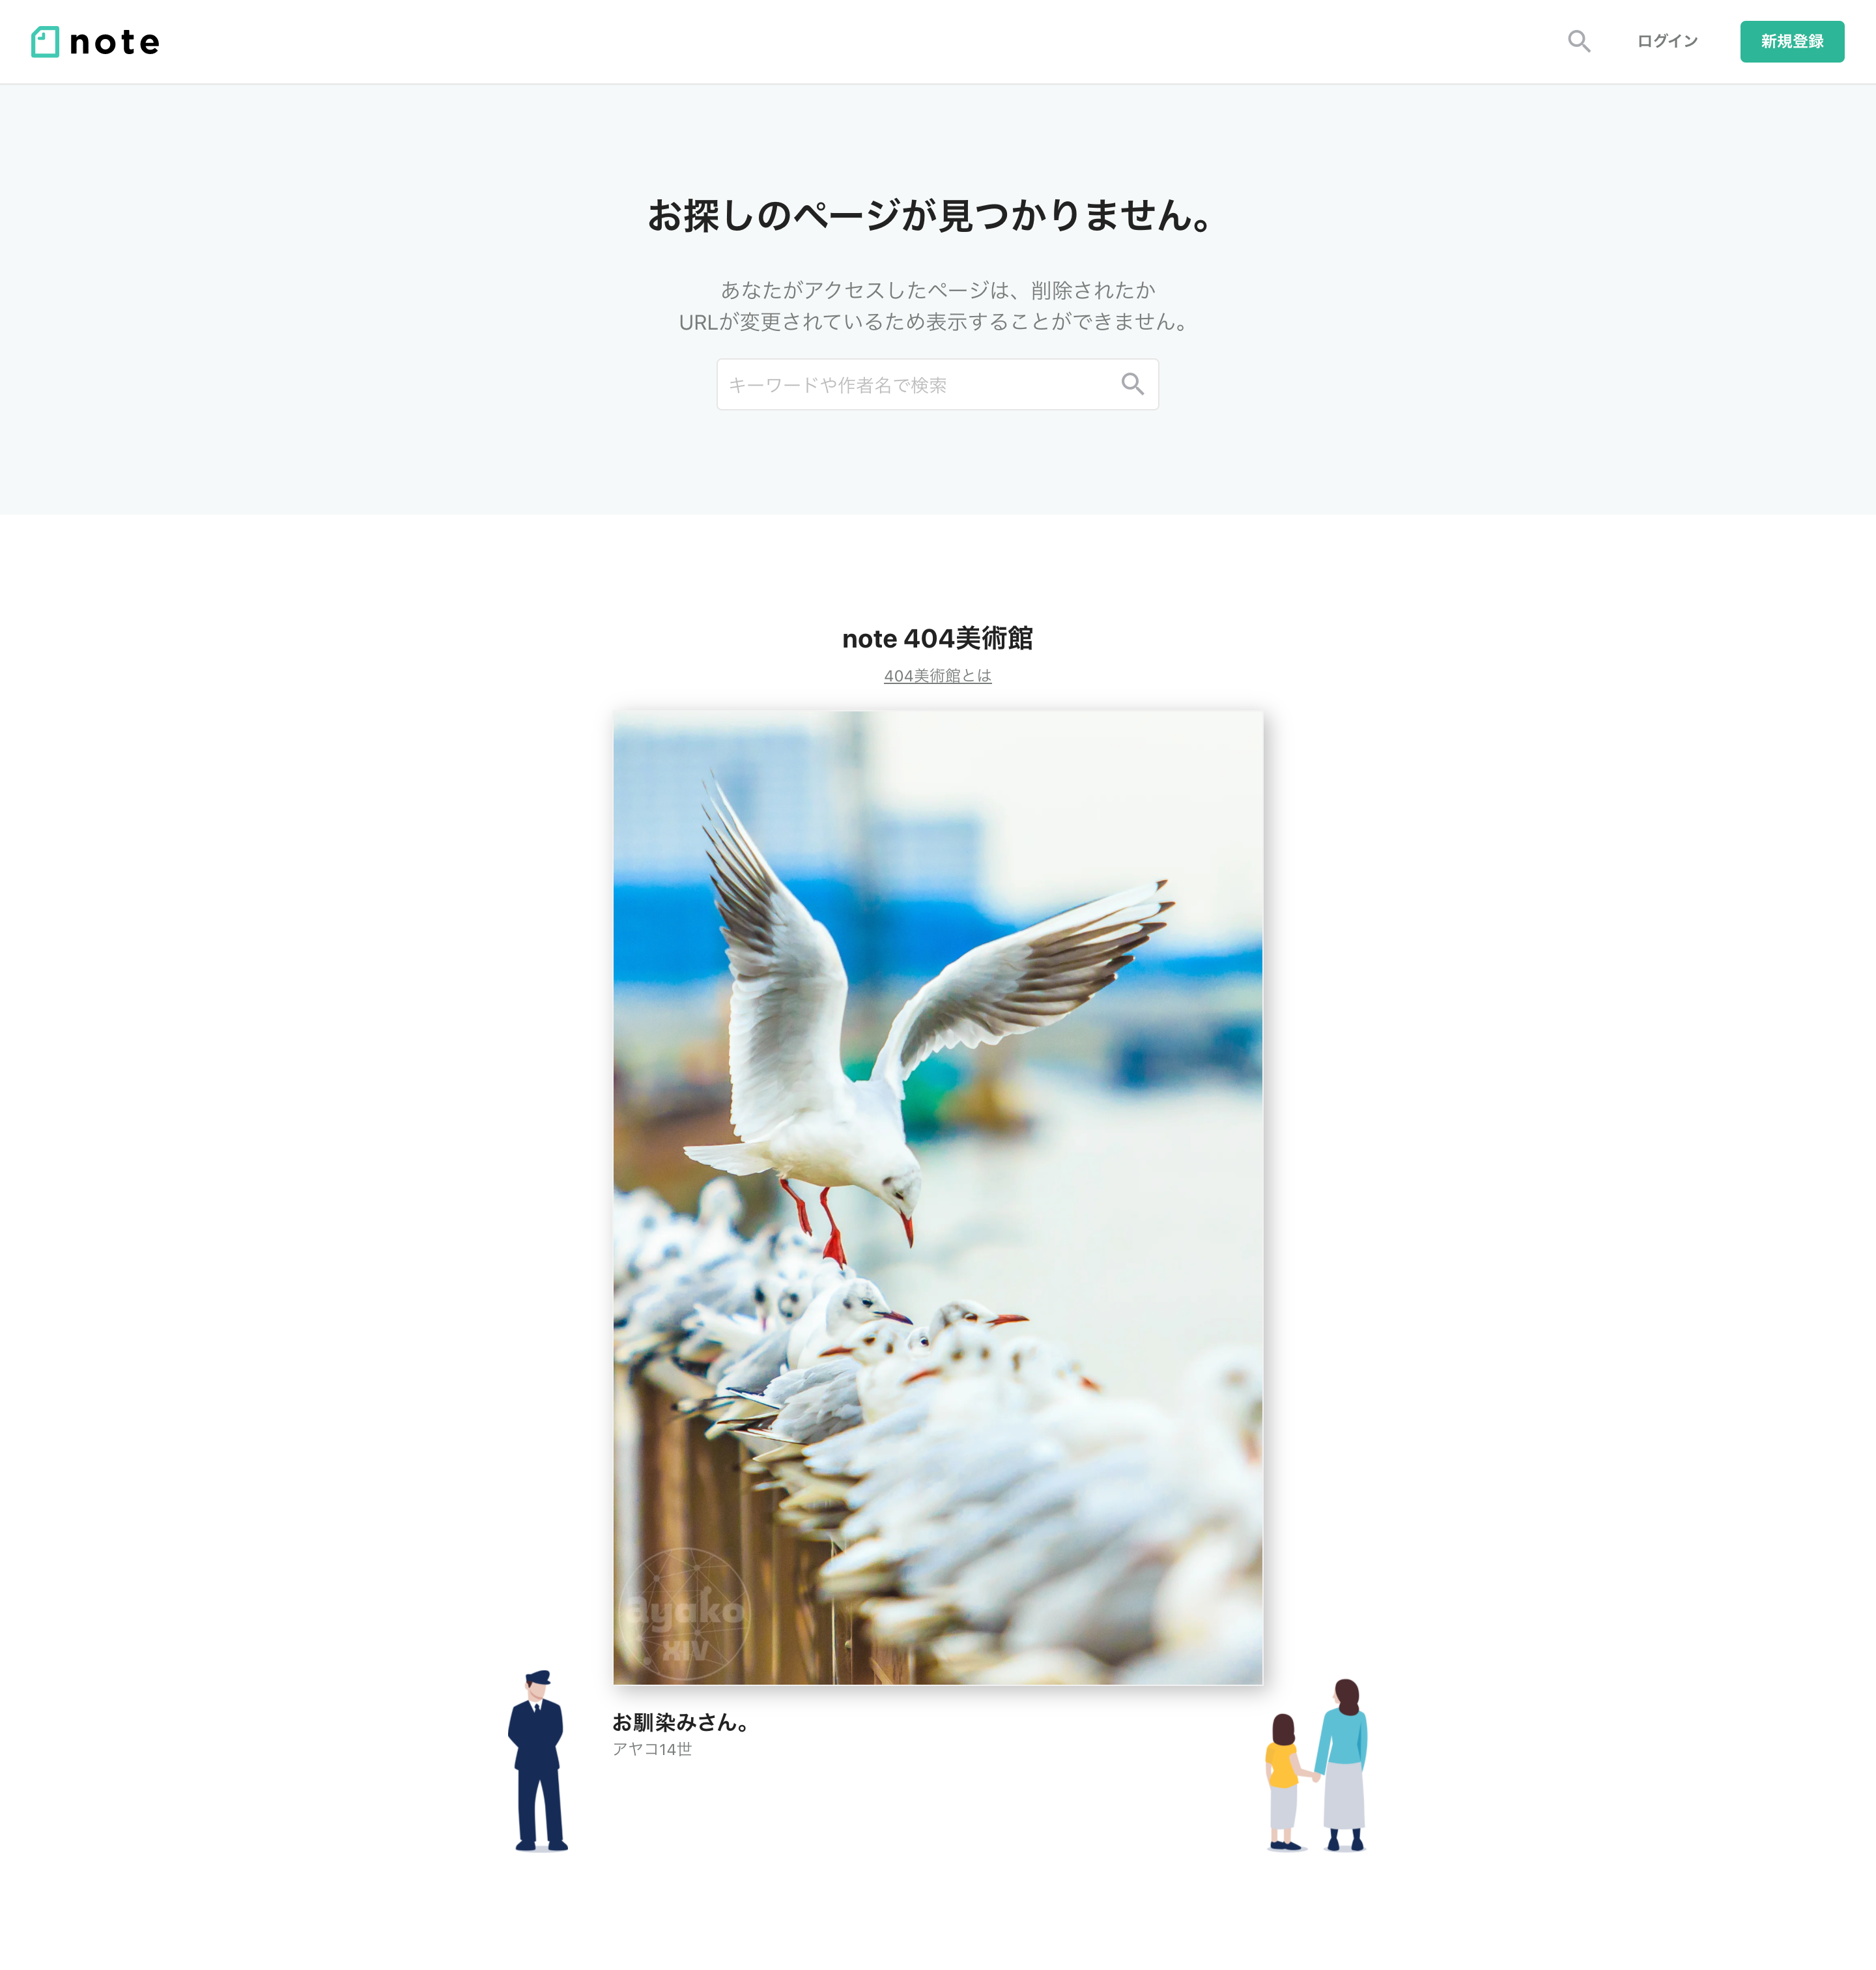 note
ログイン
新規登録
お探しのページが見つかりません。
あなたがアクセスしたページは、削除されたか
URLが変更されているため表示することができません。
キーワードや作者名で検索
note 404美術館
404美術館とは
ayako
XIV
お馴染みさん。
アヤコ14世